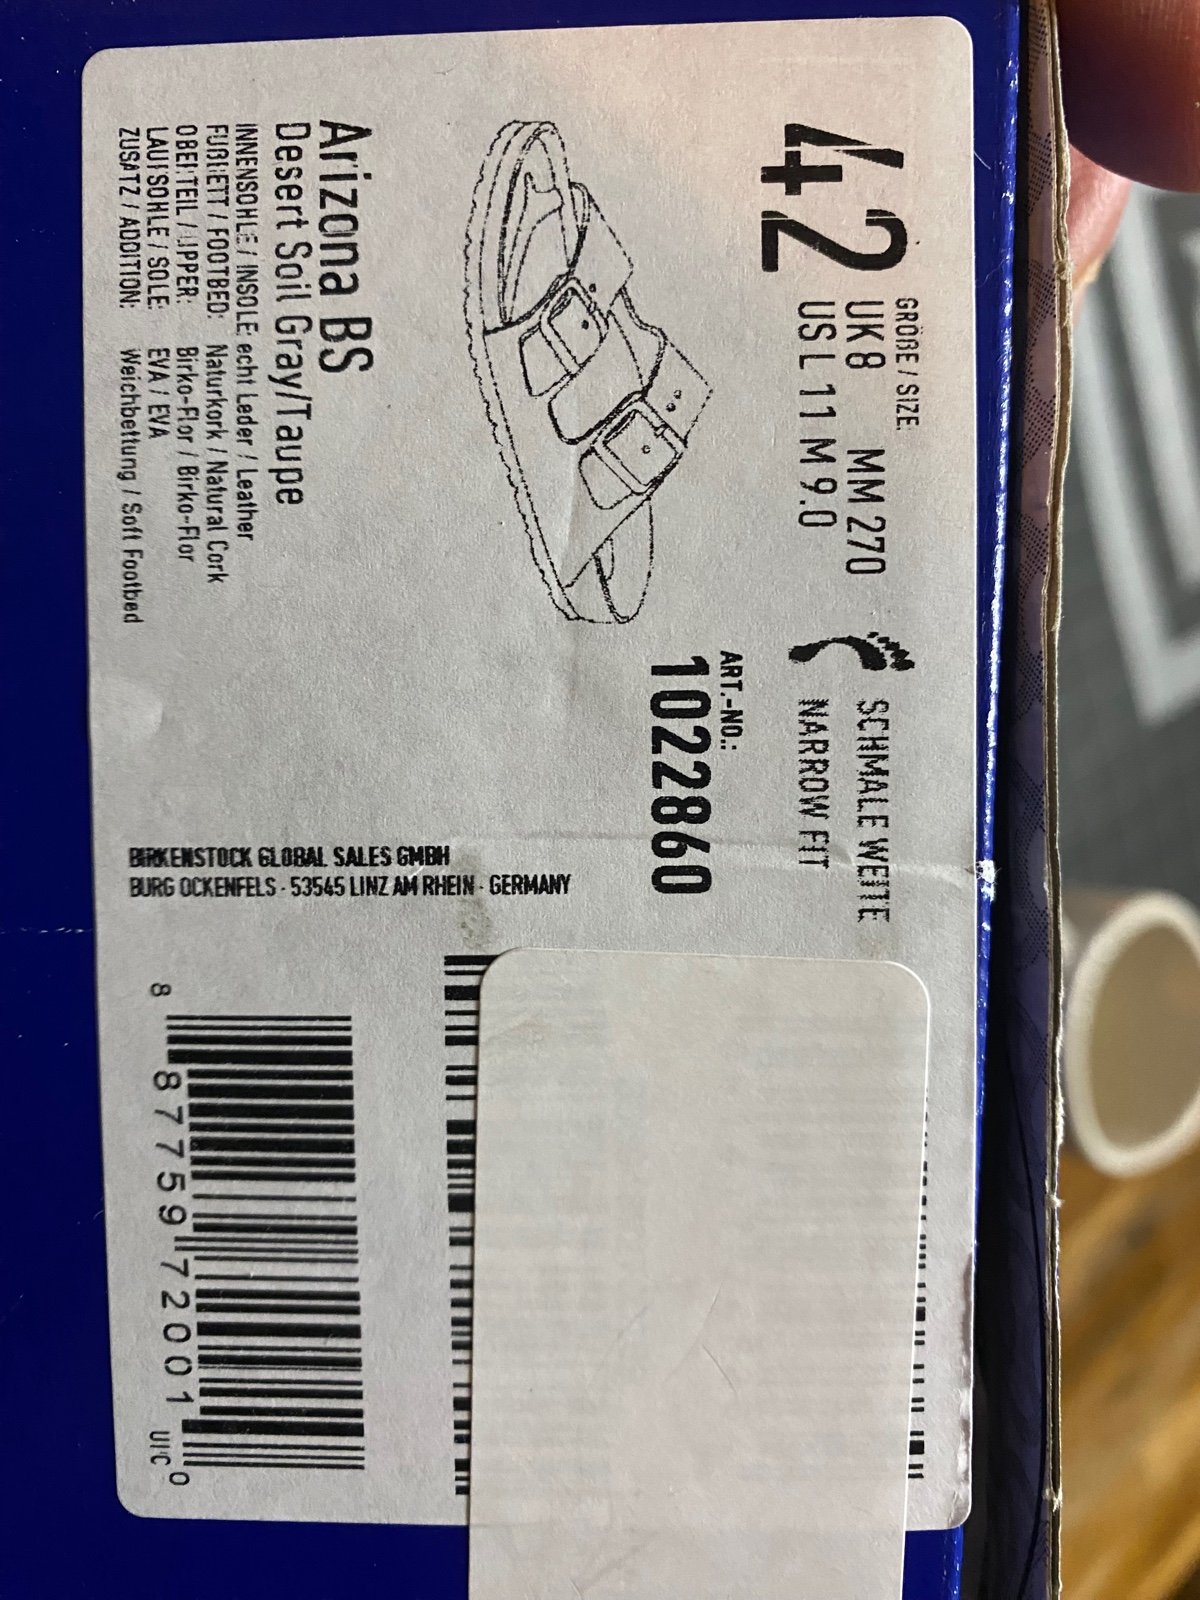 42
GRÖßE / SIZE:
UK 8 MM 270
US L 11 M 9.0
SCHMALE WEITE
NARROW FIT
ART.-NO.:
1022860
Arizona BS
Desert Soil Gray/Taupe
INNENSOHLE / INSOLE: echt Leder / Leather
FUßBETT / FOOTBED: Naturkork / Natural Cork
OBERTEIL / UPPER: Birko-Flor / Birko-Flor
LAUFSOHLE / SOLE: EVA / EVA
ZUSATZ / ADDITION: Weichbettung / Soft Footbed
BIRKENSTOCK GLOBAL SALES GMBH
BURG OCKENFELS · 53545 LINZ AM RHEIN · GERMANY
8 87759 72001 0
UPC